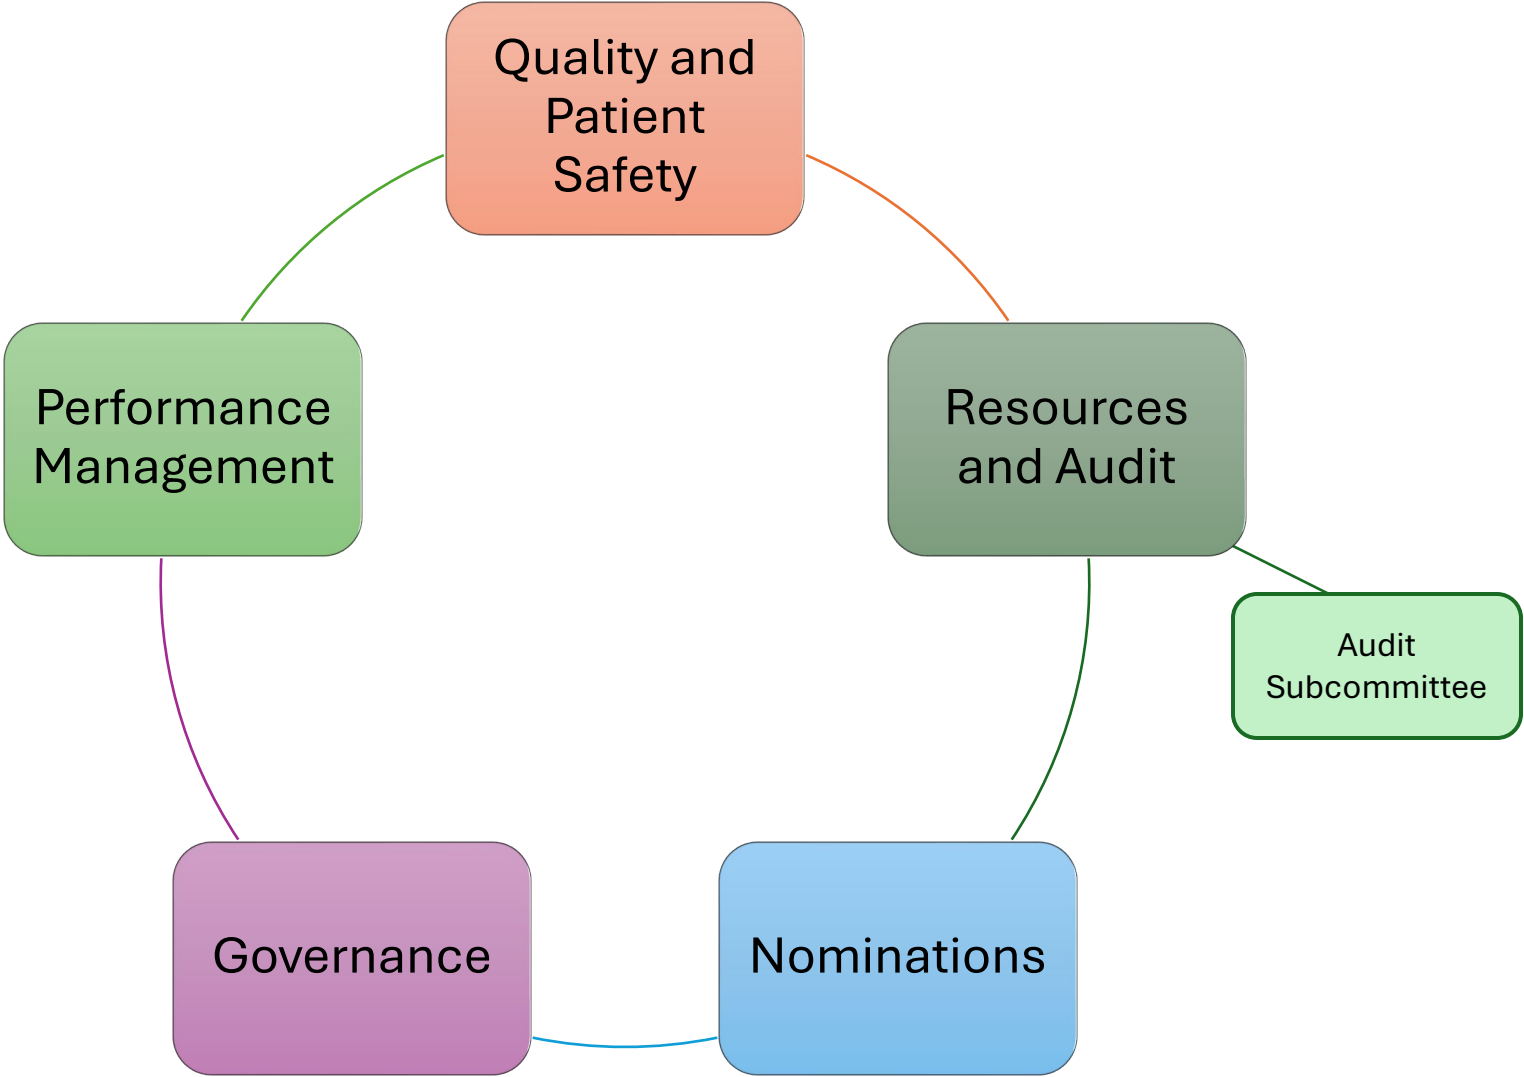 Quality and
Patient
Safety
Performance
Management
Resources
and Audit
Audit
Subcommittee
Governance
Nominations